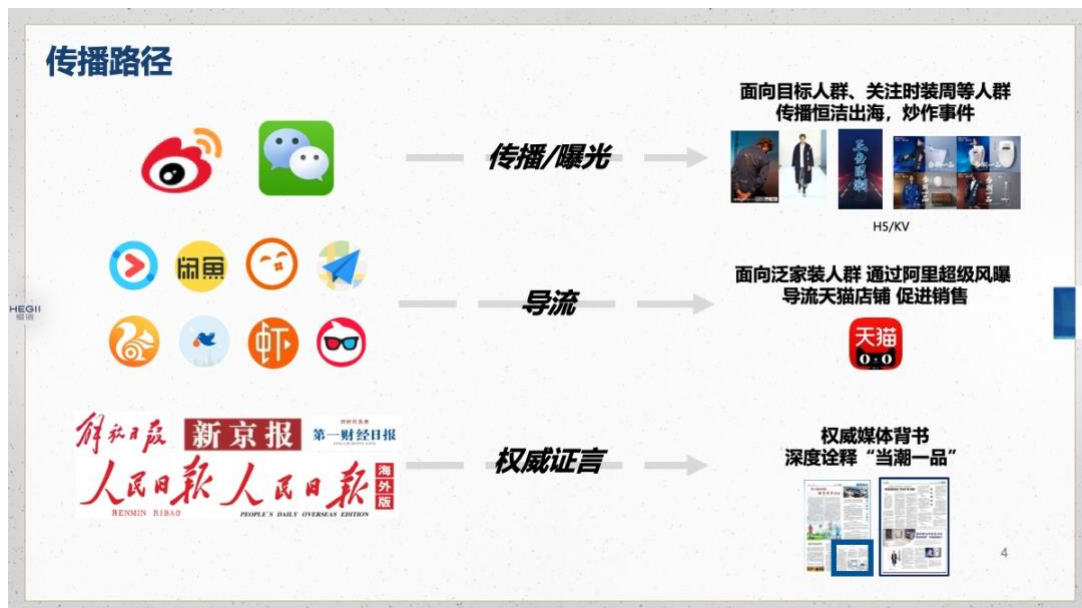 传播路径
面向目标人群、关注时装周等人群
传播恒洁出海，炒作事件
传播/曝光
H5/KV
闲鱼
虾
面向泛家装人群 通过阿里超级风曝
导流天猫店铺 促进销售
导流
天猫
HEGII
恒洁
解放日报
新京报
第一财经日报
人民日报
RENMIN RIBAO
人民日报
海外版
PEOPLE'S DAILY OVERSEAS EDITION
权威证言
权威媒体背书
深度诠释“当潮一品”
4